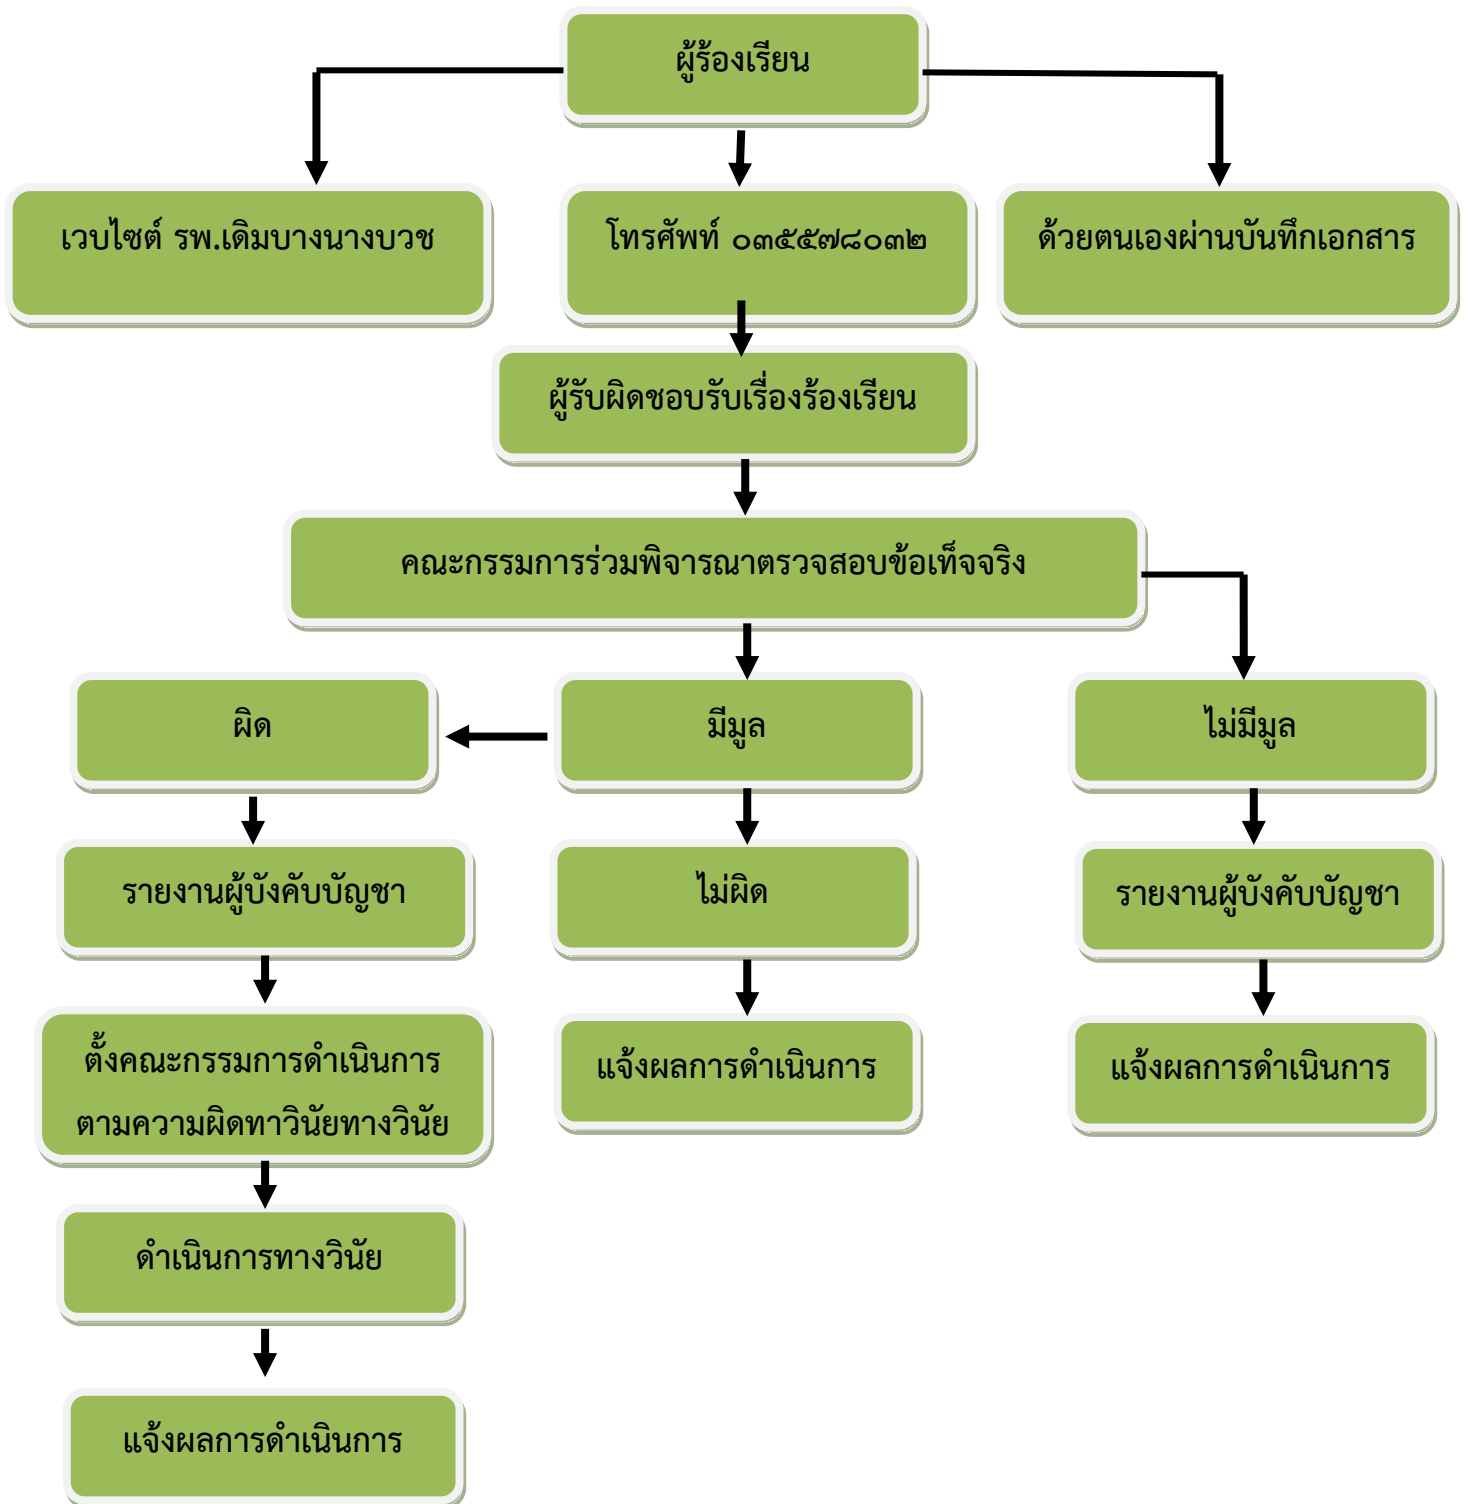 ผู้ร้องเรียน
เวบไซต์ รพ.เดิมบางนางบวช
โทรศัพท์ ๐๓๕๕๗๘๐๓๒
ด้วยตนเองผ่านบันทึกเอกสาร
ผู้รับผิดชอบรับเรื่องร้องเรียน
คณะกรรมการร่วมพิจารณาตรวจสอบข้อเท็จจริง
ผิด
มีมูล
ไม่มีมูล
รายงานผู้บังคับบัญชา
ไม่ผิด
รายงานผู้บังคับบัญชา
ตั้งคณะกรรมการดำเนินการ
ตามความผิดทาวินัยทางวินัย
แจ้งผลการดำเนินการ
แจ้งผลการดำเนินการ
ดำเนินการทางวินัย
แจ้งผลการดำเนินการ